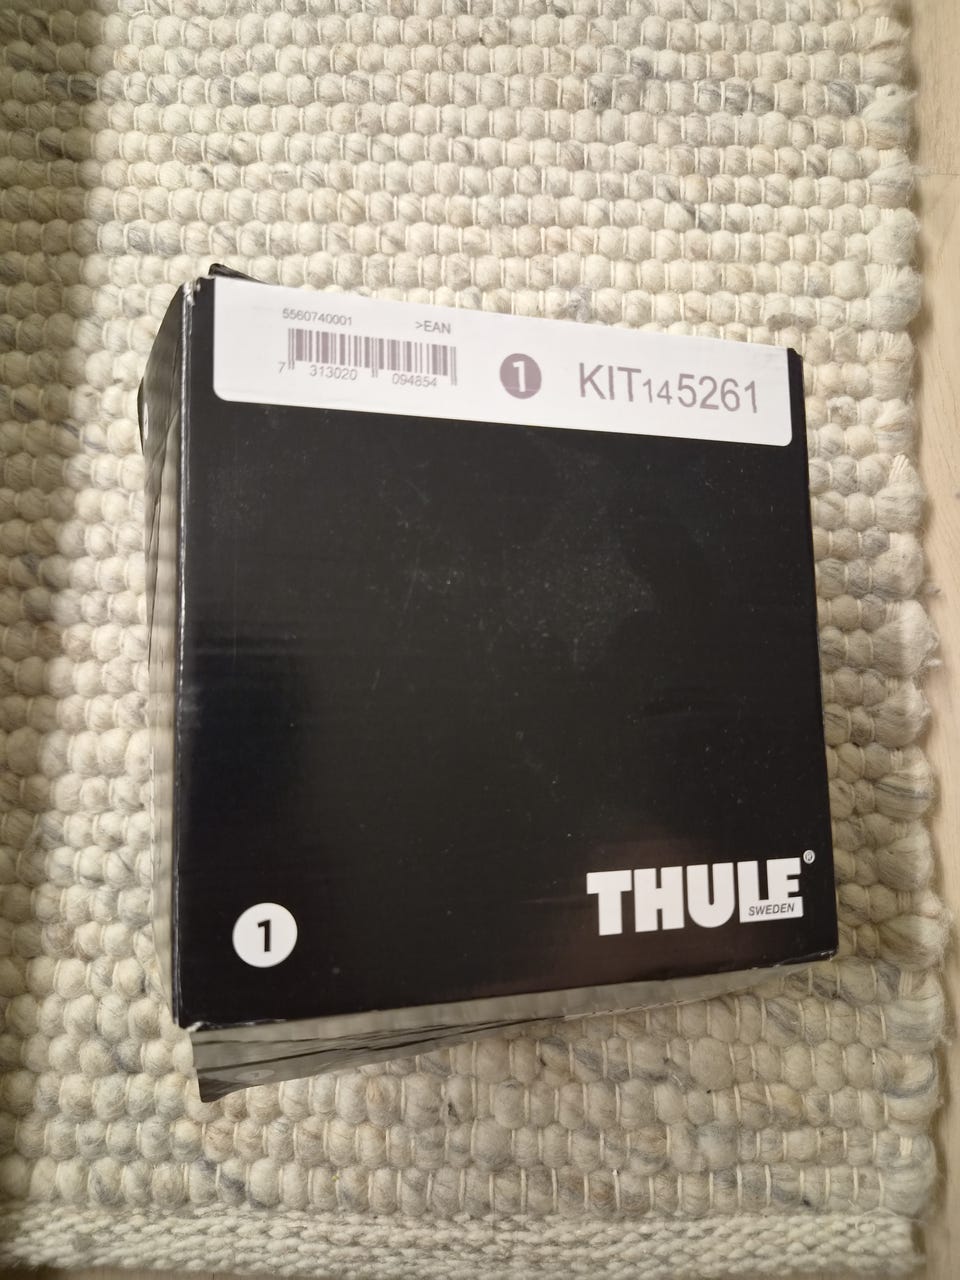 5560740001 >EAN
7 313020 094854
1 KIT145261
THULE®
SWEDEN
1